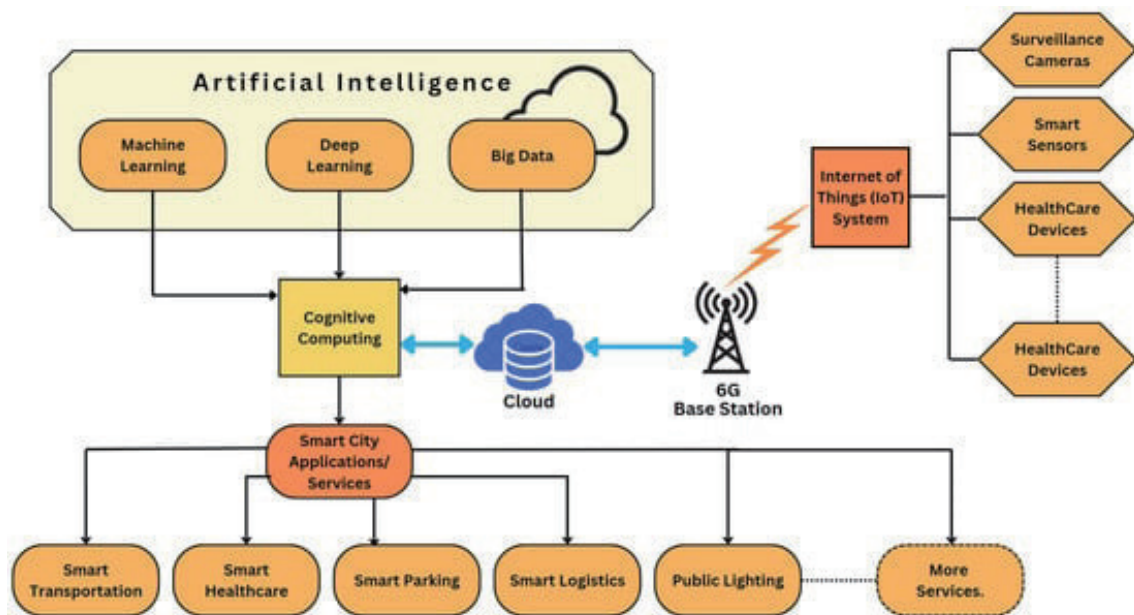 Artificial Intelligence
Machine
Learning
Deep
Learning
Big Data
Surveillance
Cameras
Smart
Sensors
Internet of
Things (IoT)
System
HealthCare
Devices
HealthCare
Devices
Cognitive
Computing
Cloud
6G
Base Station
Smart City
Applications/
Services
Smart
Transportation
Smart
Healthcare
Smart Parking
Smart Logistics
Public Lighting
More
Services.